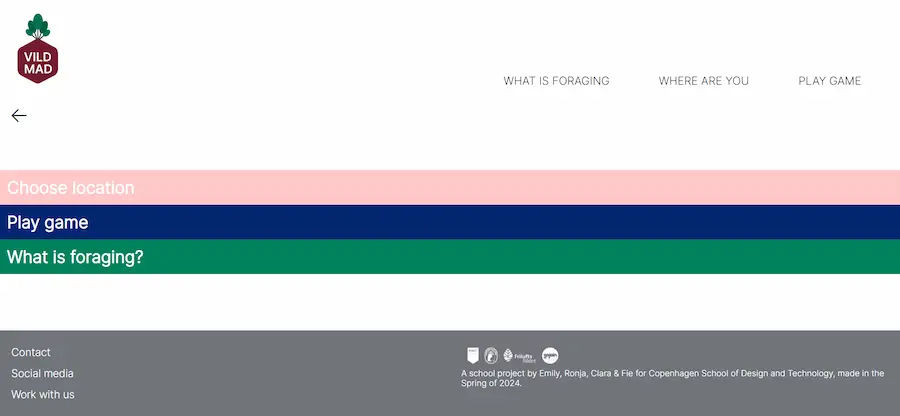 VILD
MAD
WHAT IS FORAGING
WHERE ARE YOU
PLAY GAME
Choose location
Play game
What is foraging?
Contact
Social media
Work with us
Friluftsrådet
A school project by Emily, Ronja, Clara & Fie for Copenhagen School of Design and Technology, made in the
Spring of 2024.